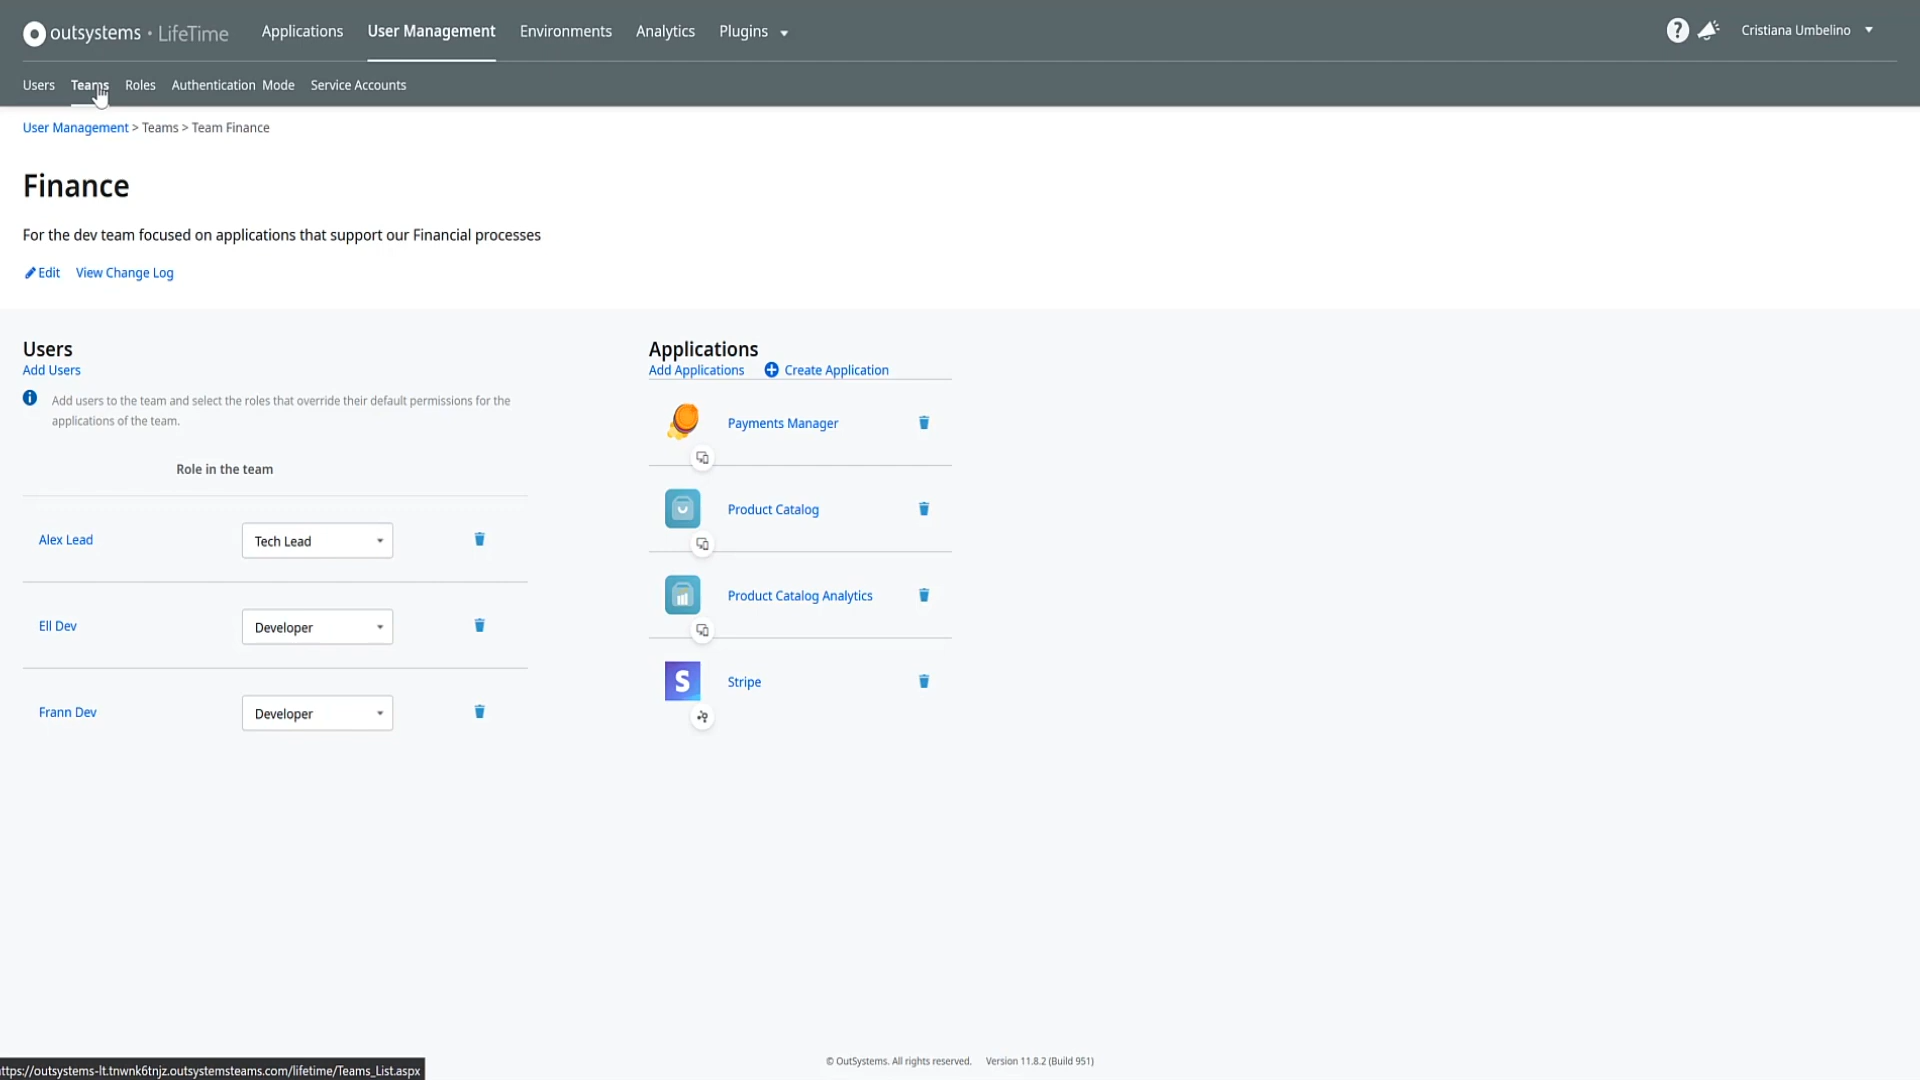 outsystems • LifeTime
Applications
User Management
Environments
Analytics
Plugins
?
Cristiana Umbelino
Users
Teams
Roles
Authentication Mode
Service Accounts
User Management > Teams > Team Finance
Finance
For the dev team focused on applications that support our Financial processes
Edit
View Change Log
Users
Add Users
Add users to the team and select the roles that override their default permissions for the
applications of the team.
Role in the team
Alex Lead
Tech Lead
Ell Dev
Developer
Frann Dev
Developer
Applications
Add Applications
Create Application
Payments Manager
Product Catalog
Product Catalog Analytics
S
Stripe
© OutSystems. All rights reserved. Version 11.8.2 (Build 951)
ttps://outsystems-lt.tnwnk6tnjz.outsystemsteams.com/lifetime/Teams_List.aspx